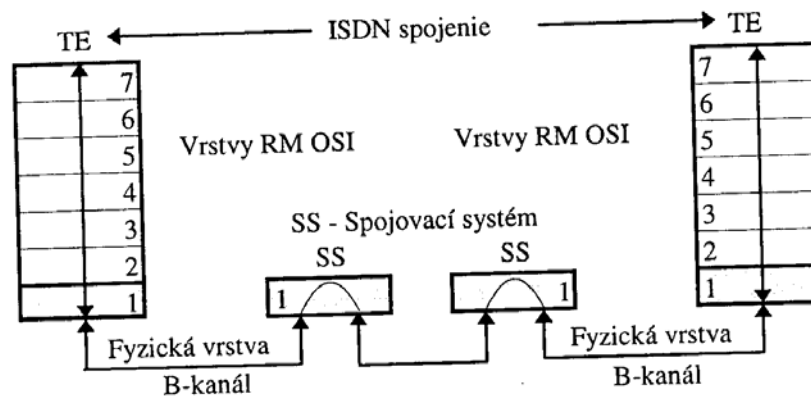 TE ISDN spojenie TE
7 7
6 6
5 Vrstvy RM OSI Vrstvy RM OSI 5
4 4
3 SS - Spojovací systém 3
2 SS SS 2
1 1 1 1
Fyzická vrstva Fyzická vrstva
B-kanál B-kanál